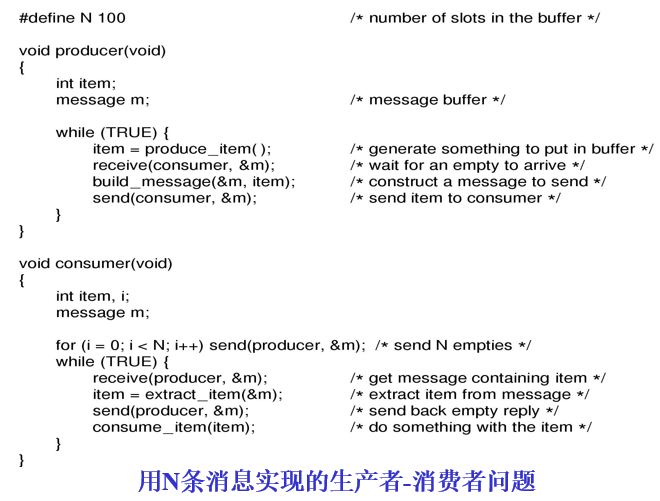 #define N 100 /* number of slots in the buffer */
void producer(void)
{
int item;
message m; /* message buffer */
while (TRUE) {
item = produce_item( ); /* generate something to put in buffer */
receive(consumer, &m); /* wait for an empty to arrive */
build_message(&m, item); /* construct a message to send */
send(consumer, &m); /* send item to consumer */
}
}
void consumer(void)
{
int item, i;
message m;
for (i = 0; i < N; i++) send(producer, &m); /* send N empties */
while (TRUE) {
receive(producer, &m); /* get message containing item */
item = extract_item(&m); /* extract item from message */
send(producer, &m); /* send back empty reply */
consume_item(item); /* do something with the item */
}
}
用N条消息实现的生产者-消费者问题